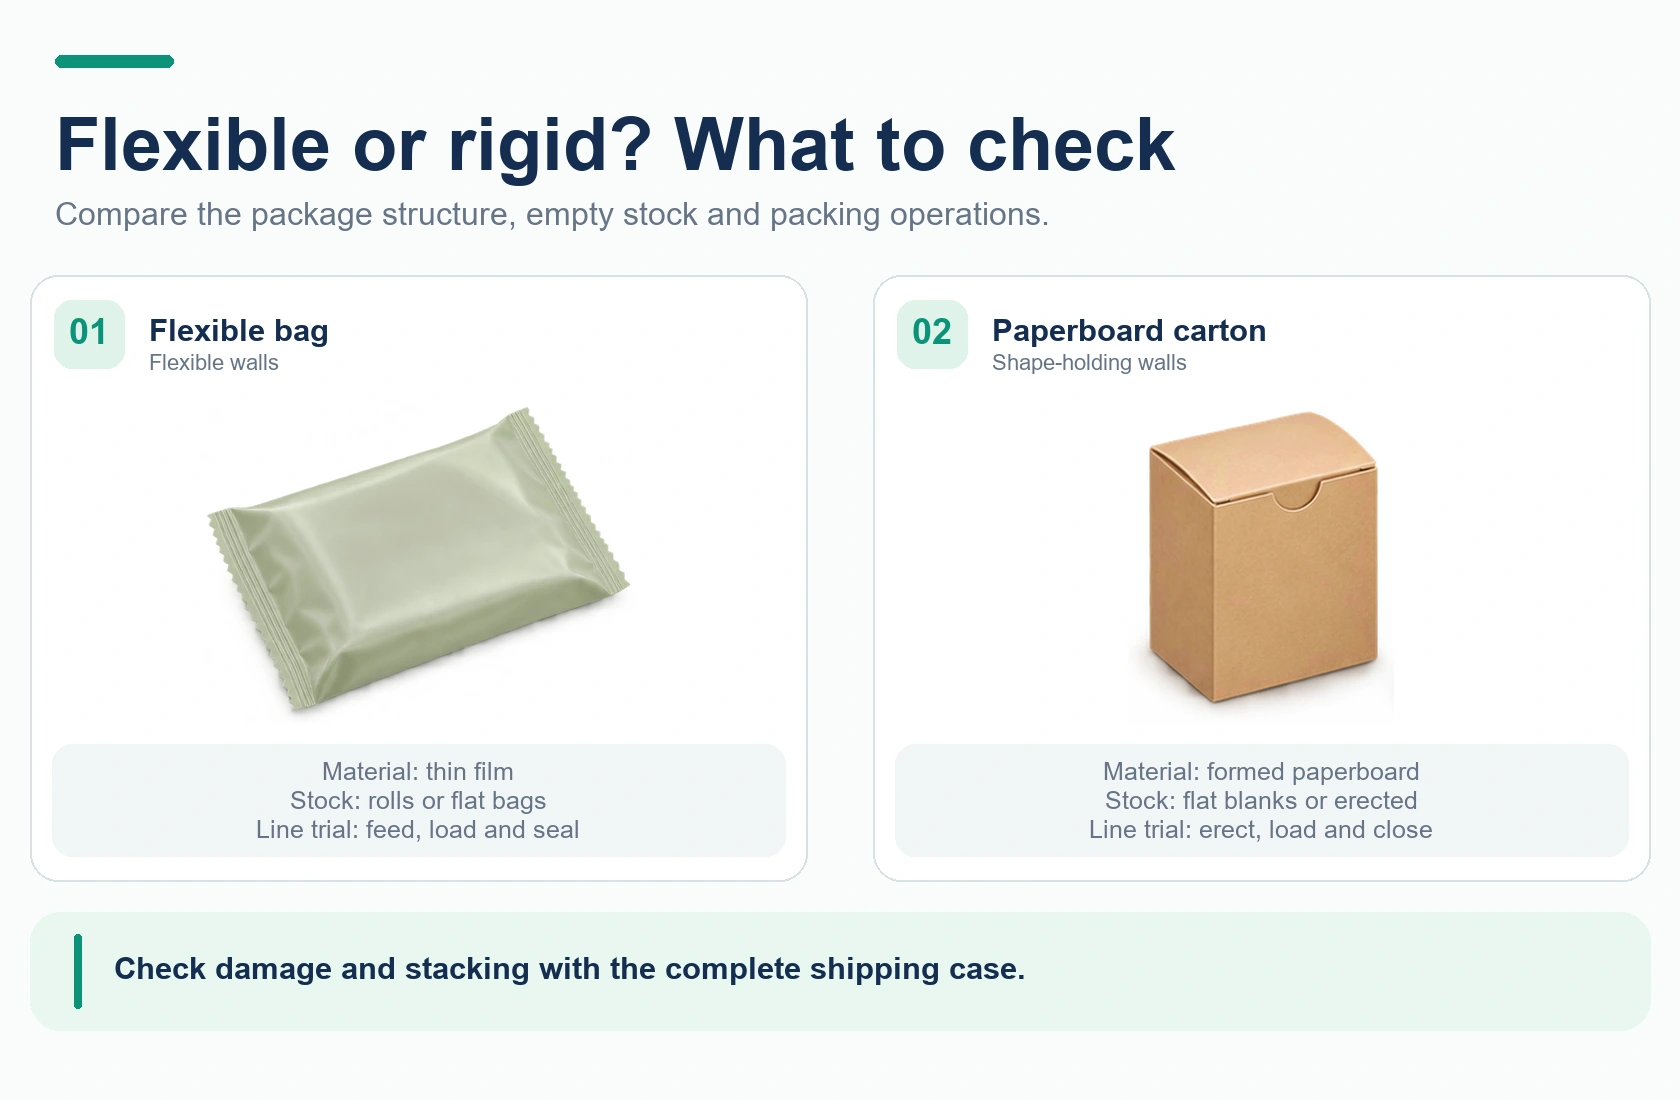 Flexible or rigid? What to check
Compare the package structure, empty stock and packing operations.
01
Flexible bag
Flexible walls
Material: thin film
Stock: rolls or flat bags
Line trial: feed, load and seal
02
Paperboard carton
Shape-holding walls
Material: formed paperboard
Stock: flat blanks or erected
Line trial: erect, load and close
Check damage and stacking with the complete shipping case.